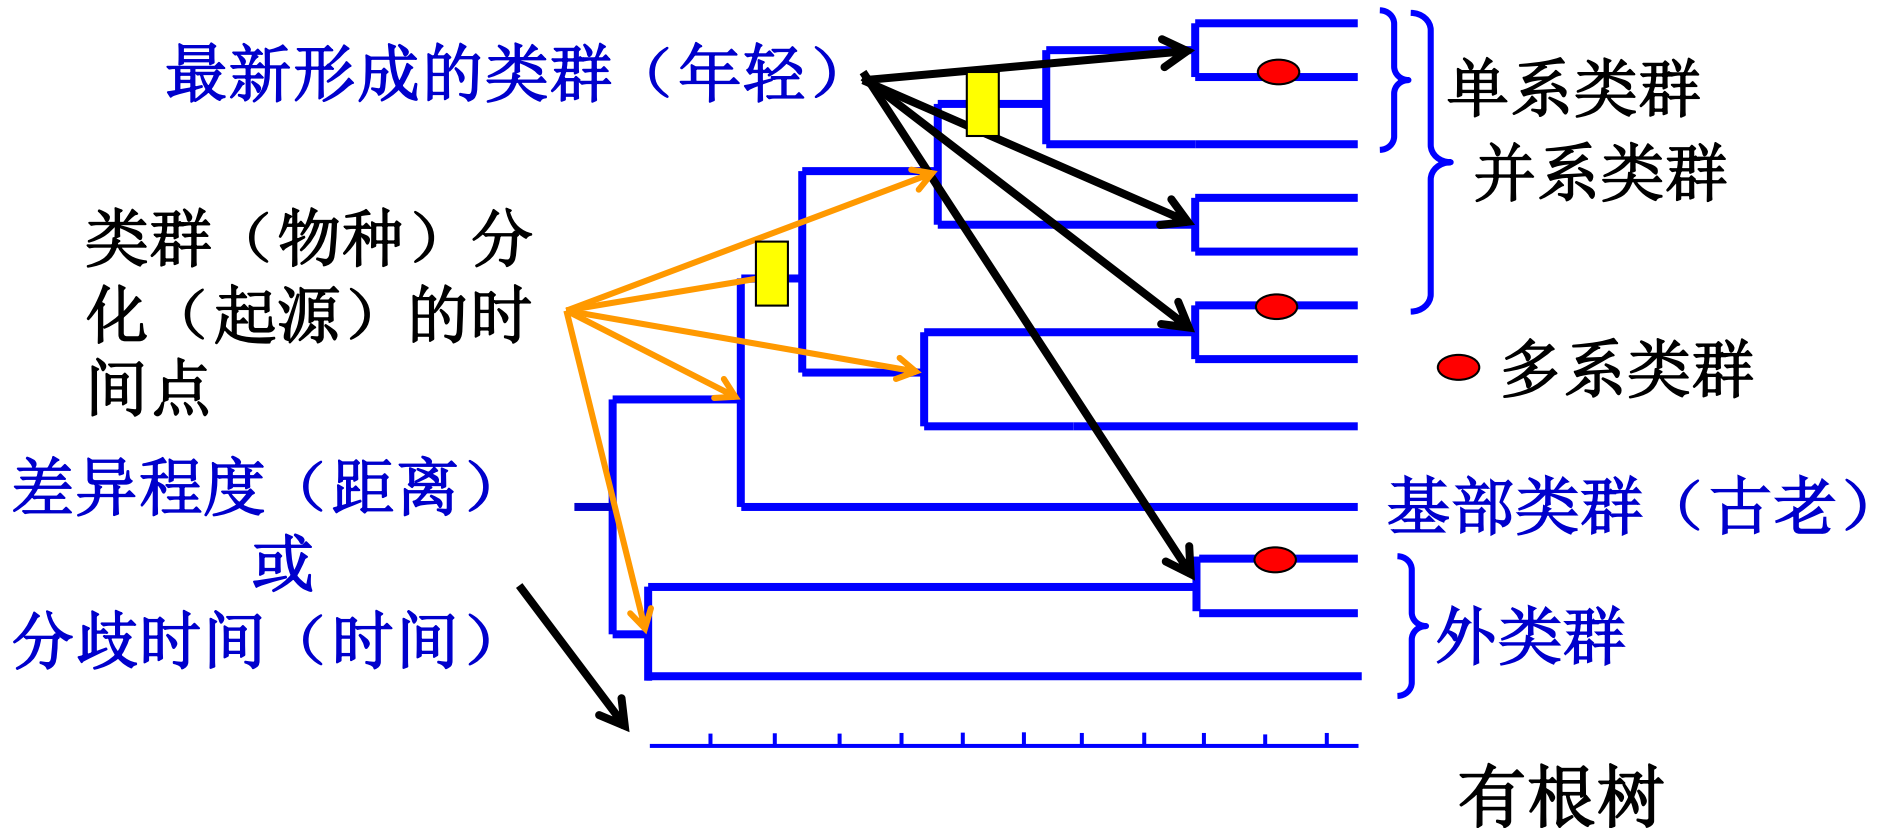 最新形成的类群（年轻）
单系类群
并系类群
类群（物种）分
化（起源）的时
间点
多系类群
差异程度（距离）
或
分歧时间（时间）
基部类群（古老）
外类群
有根树